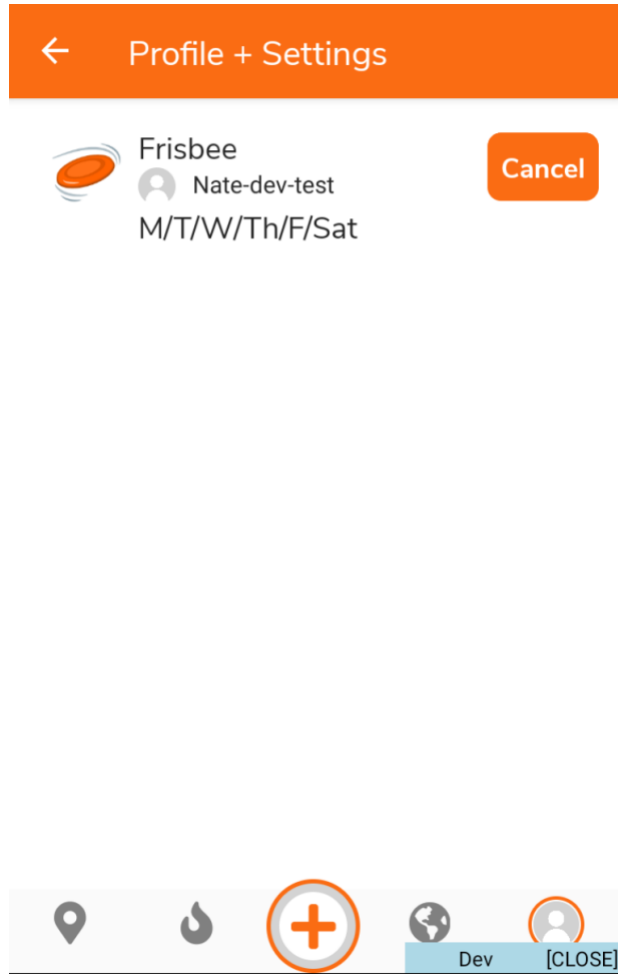 Profile + Settings
Frisbee
Cancel
Nate-dev-test
M/T/W/Th/F/Sat
Dev [CLOSE]